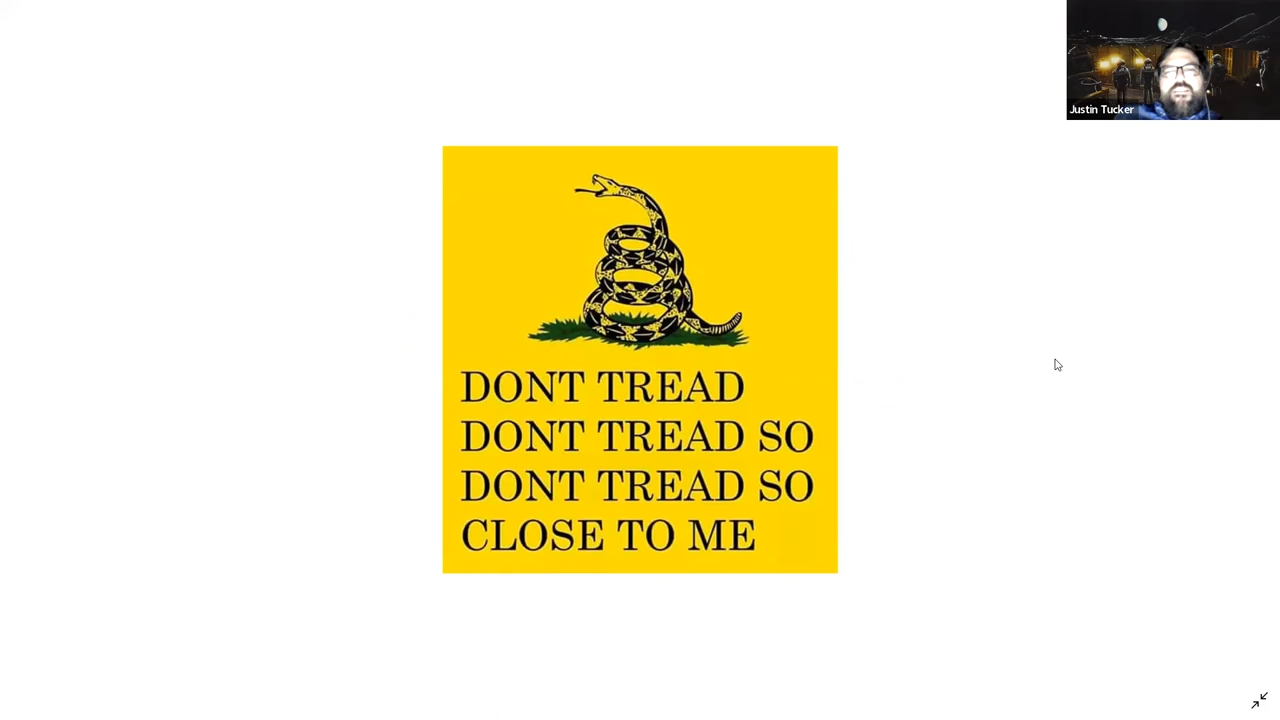 Justin Tucker
DONT TREAD
DONT TREAD SO
DONT TREAD SO
CLOSE TO ME